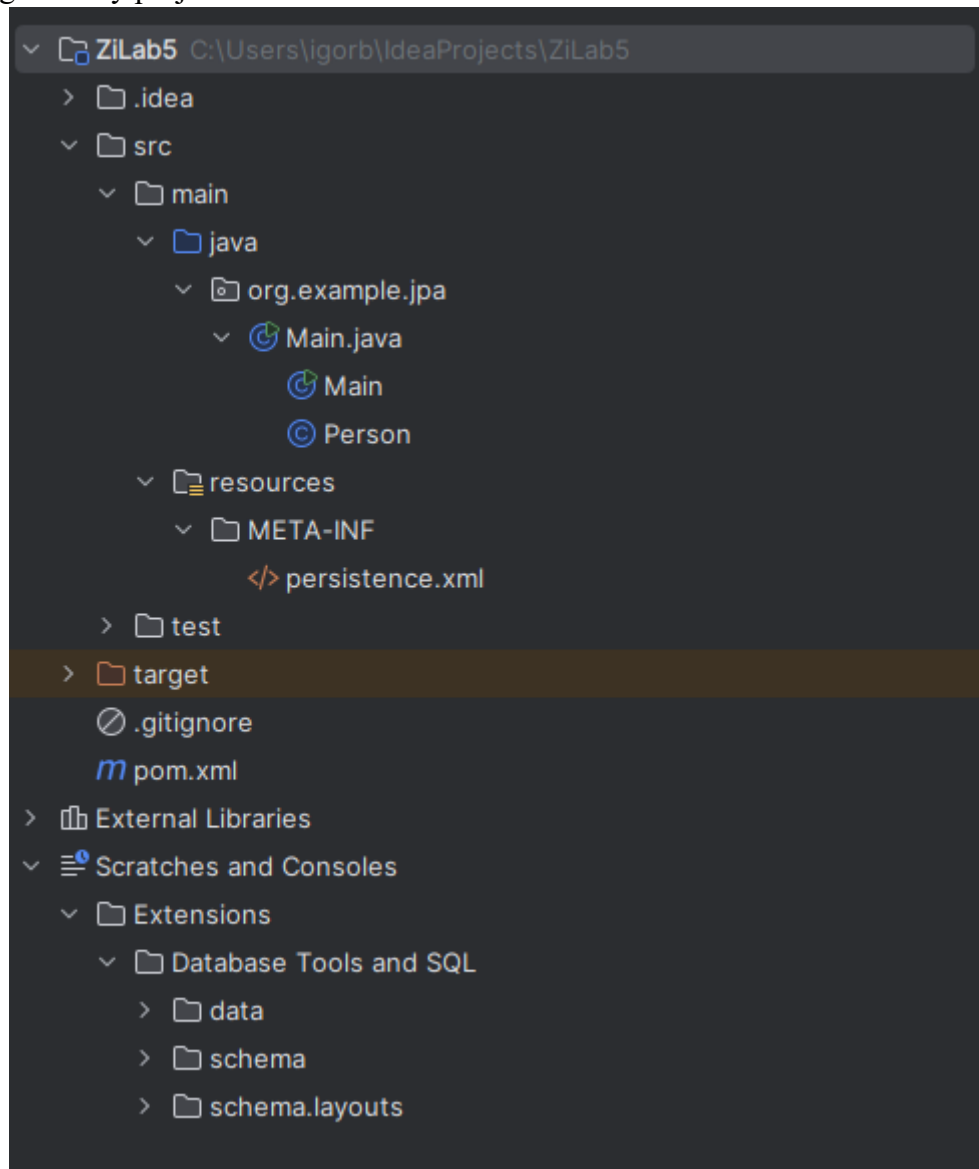 ZiLab5 C:\Users\igorb\IdeaProjects\ZiLab5
.idea
src
main
java
org.example.jpa
Main.java
Main
Person
resources
META-INF
persistence.xml
test
target
.gitignore
pom.xml
External Libraries
Scratches and Consoles
Extensions
Database Tools and SQL
data
schema
schema.layouts